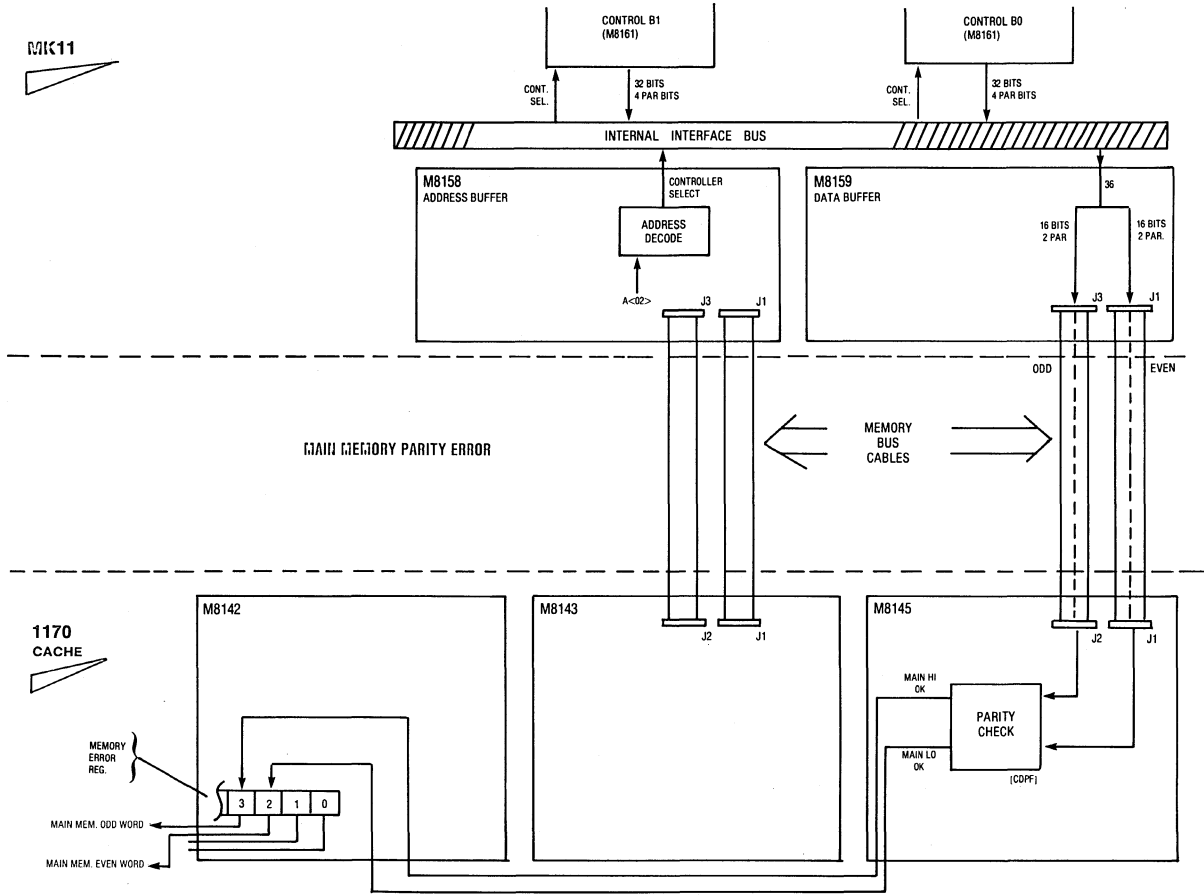 MK11
CONTROL B1
(M8161)
CONTROL B0
(M8161)
CONT.
SEL.
32 BITS
4 PAR BITS
CONT.
SEL.
32 BITS
4 PAR BITS
INTERNAL INTERFACE BUS
M8158
ADDRESS BUFFER
CONTROLLER
SELECT
ADDRESS
DECODE
A<02>
J3
J1
M8159
DATA BUFFER
36
16 BITS
2 PAR
16 BITS
2 PAR.
J3
J1
ODD
EVEN
MAIN MEMORY PARITY ERROR
MEMORY
BUS
CABLES
1170
CACHE
M8142
M8143
M8145
J2
J1
J2
J1
MAIN HI
OK
PARITY
CHECK
MAIN LO
OK
[CDPF]
MEMORY
ERROR
REG.
3
2
1
0
MAIN MEM. ODD WORD
MAIN MEM. EVEN WORD